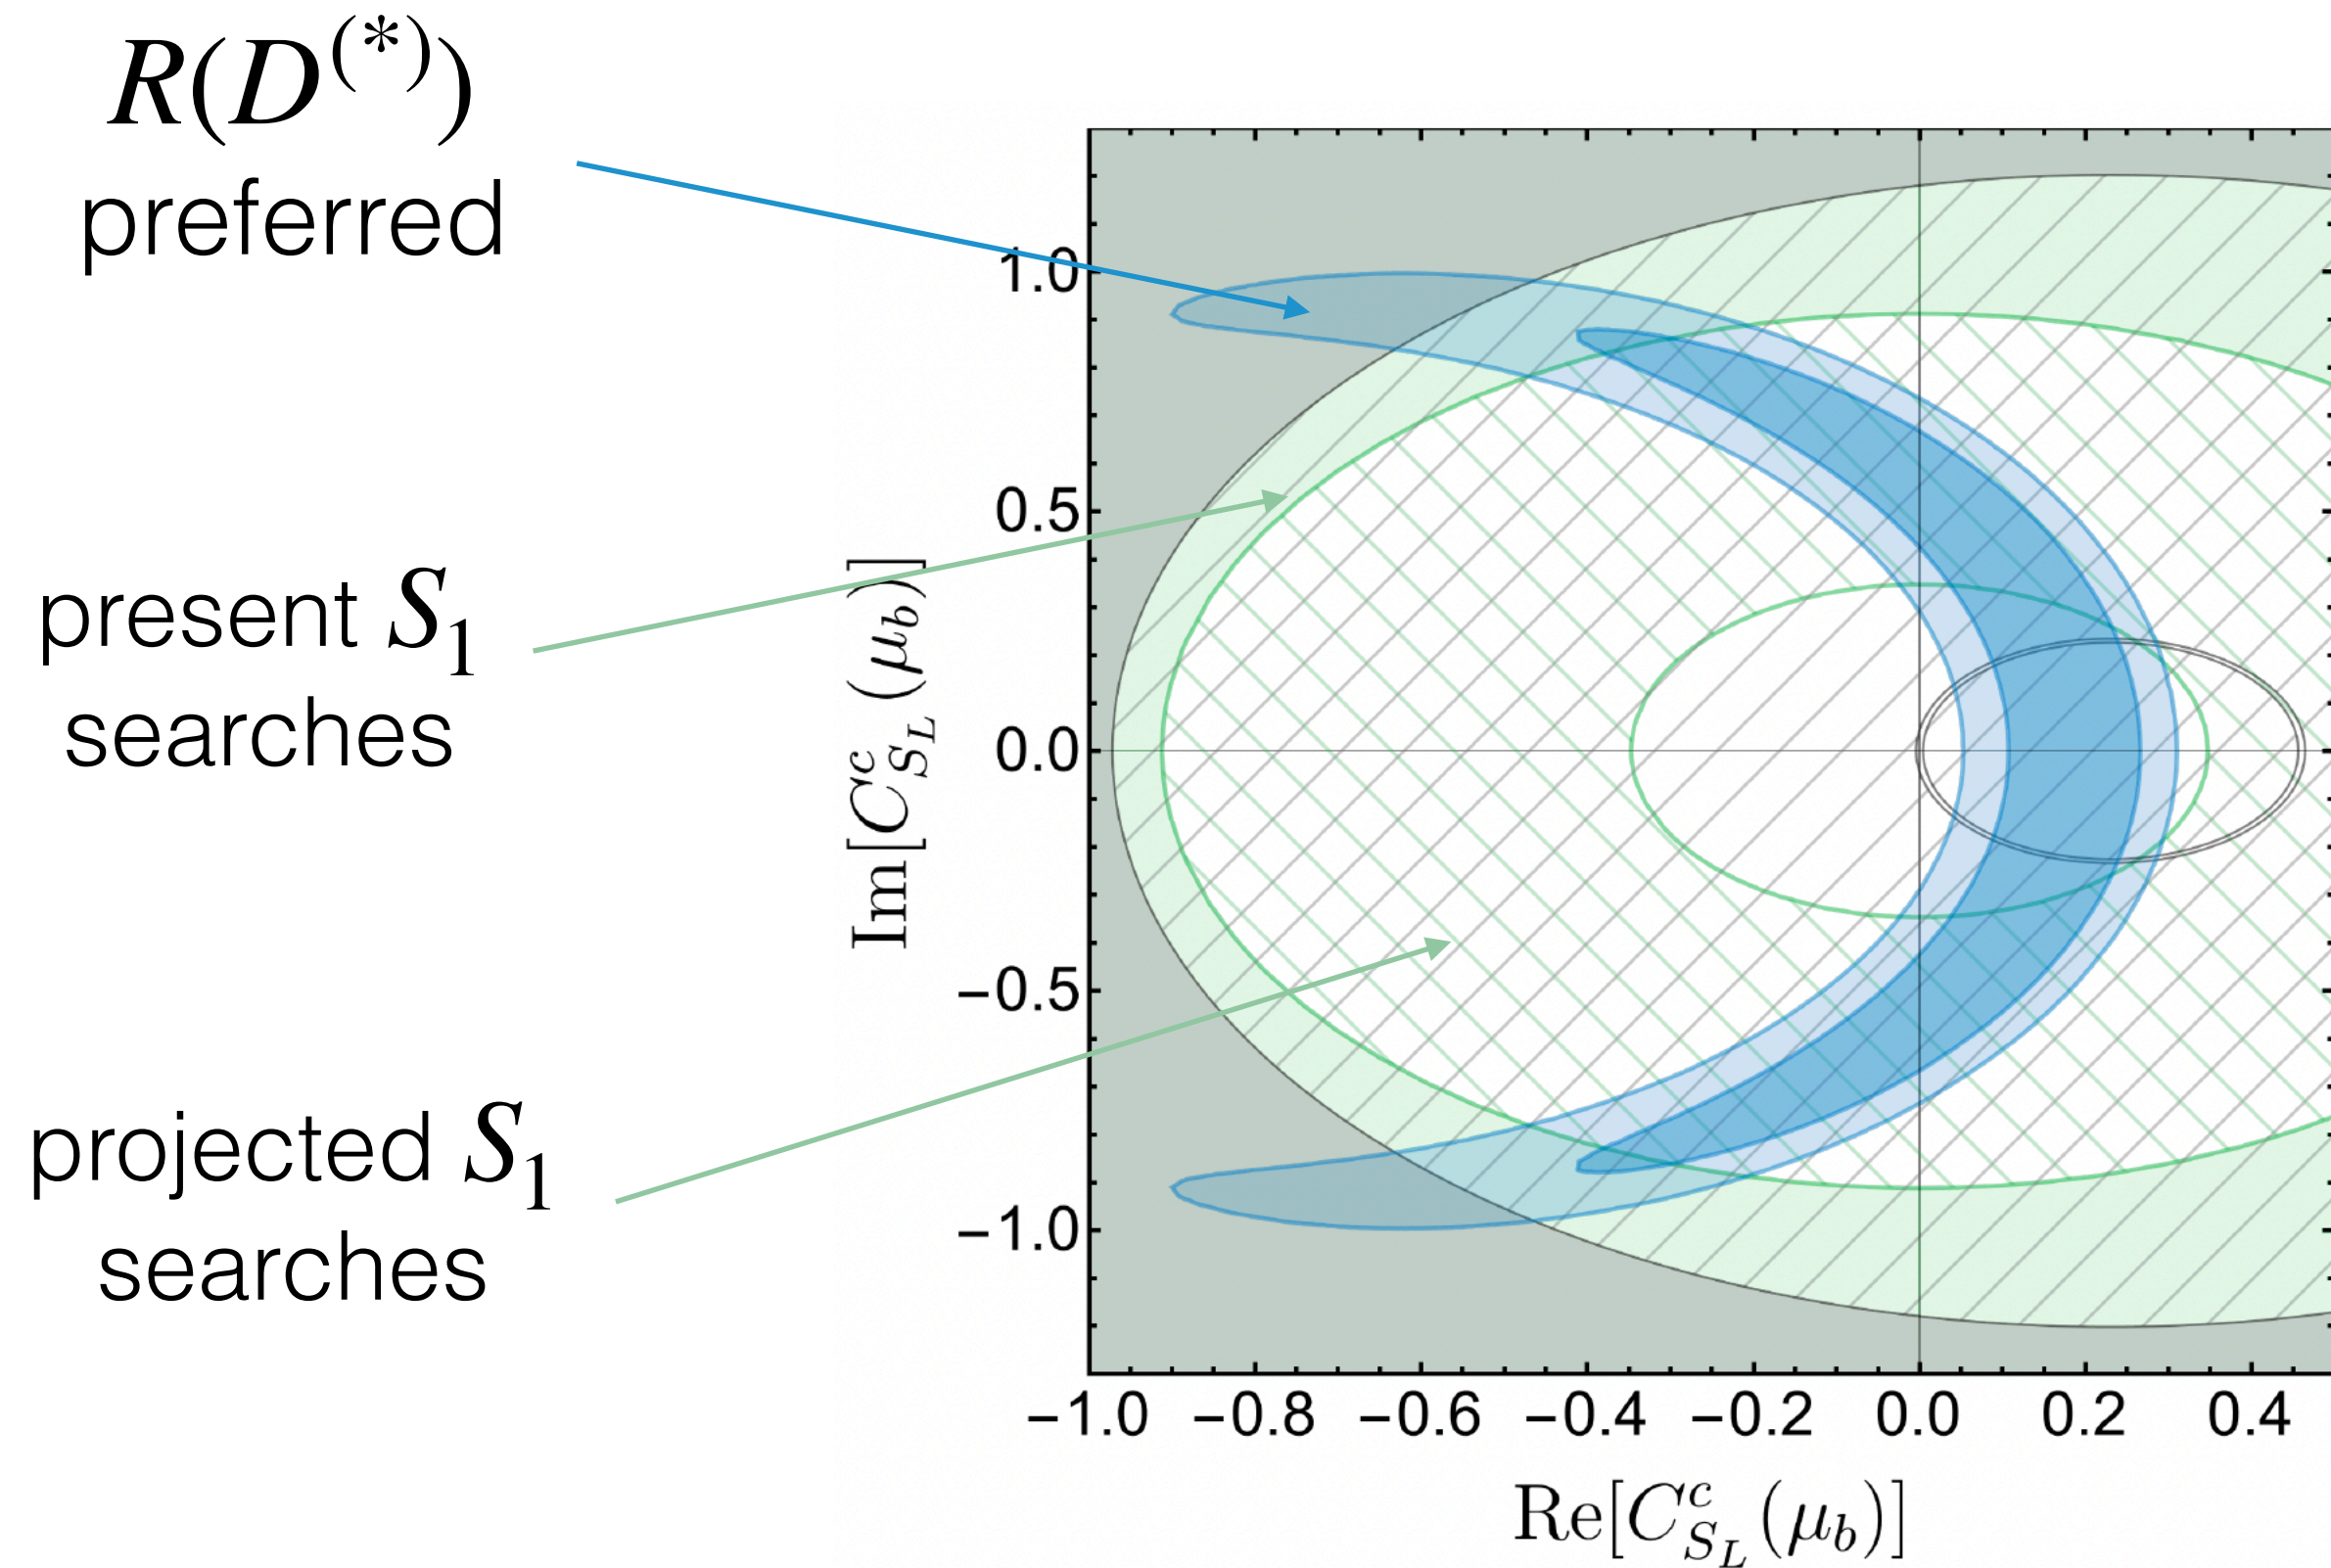 R(D^{(*)})
preferred
present S_1
searches
projected S_1
searches
Im[C^c_{S_L}(μ_b)]
1.0
0.5
0.0
−0.5
−1.0
−1.0 −0.8 −0.6 −0.4 −0.2 0.0 0.2 0.4
Re[C^c_{S_L}(μ_b)]